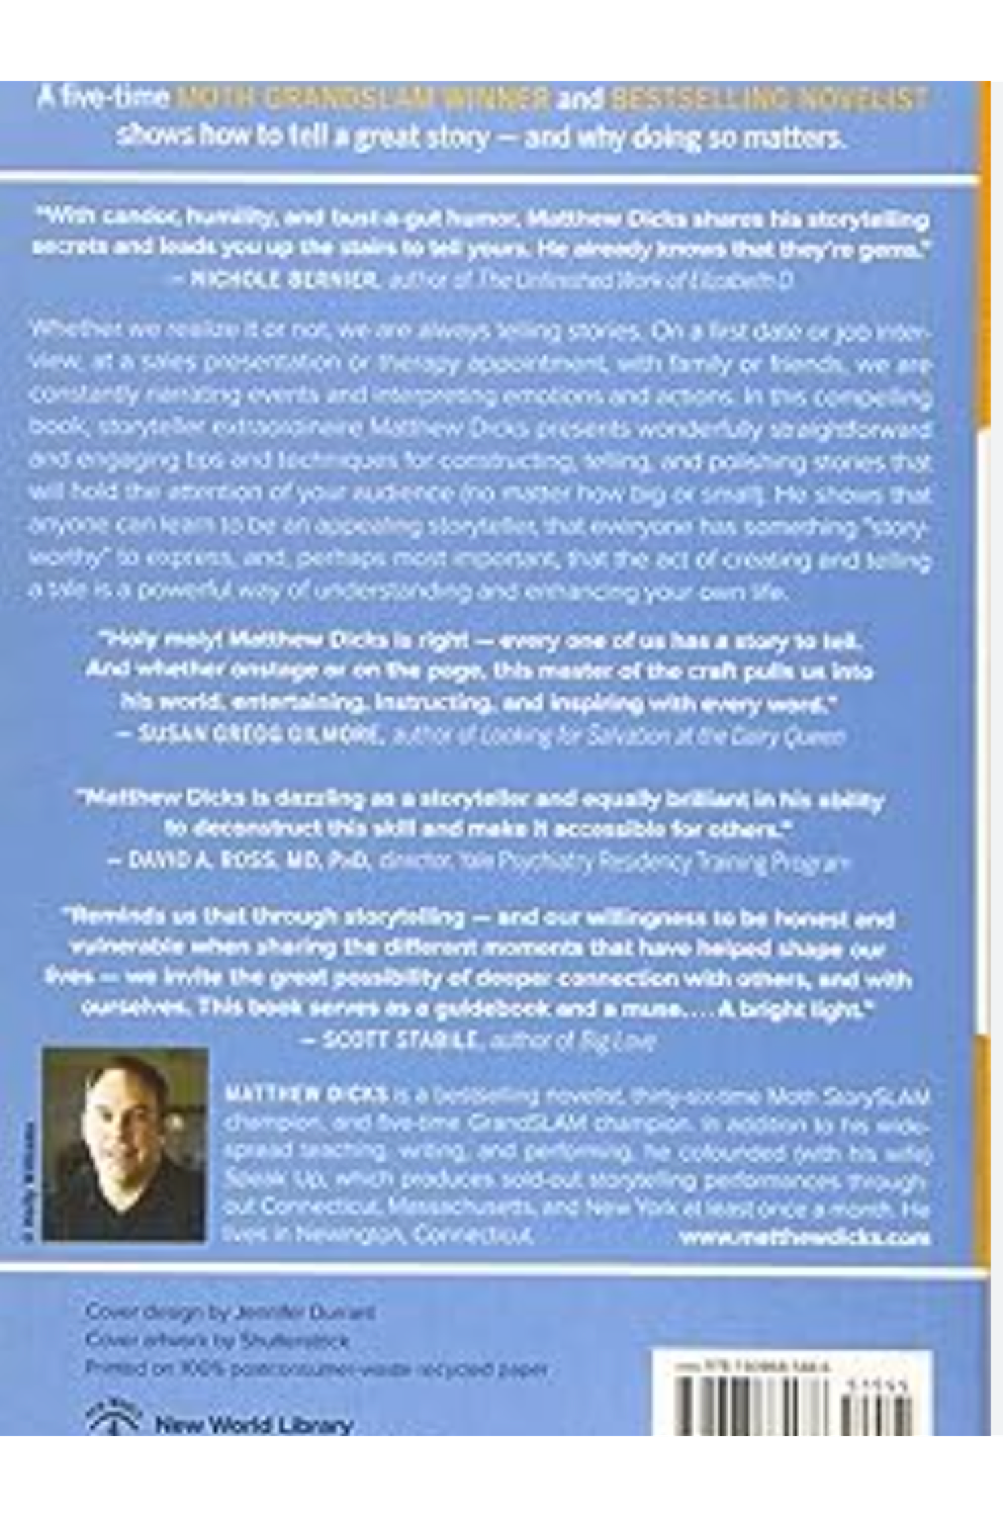 A five-time MOTH GRANDSLAM WINNER and BESTSELLING NOVELIST
shows how to tell a great story — and why doing so matters.
"With candor, humility, and bust-a-gut humor, Matthew Dicks shares his storytelling
secrets and leads you up the stairs to tell yours. He already knows that they're gems."
— NICHOLE BERNIER, author of The Unfinished Work of Elizabeth D.
Whether we realize it or not, we are always telling stories. On a first date or job inter-
view, at a sales presentation or therapy appointment, with family or friends, we are
constantly narrating events and interpreting emotions and actions. In this compelling
book, storyteller extraordinaire Matthew Dicks presents wonderfully straightforward
and engaging tips and techniques for constructing, telling, and polishing stories that
will hold the attention of your audience (no matter how big or small). He shows that
anyone can learn to be an appealing storyteller, that everyone has something "story-
worthy" to express, and, perhaps most important, that the act of creating and telling
a tale is a powerful way of understanding and enhancing your own life.
"Holy moly! Matthew Dicks is right — every one of us has a story to tell.
And whether onstage or on the page, this master of the craft pulls us into
his world, entertaining, instructing, and inspiring with every word."
— SUSAN GREGG GILMORE, author of Looking for Salvation at the Dairy Queen
"Matthew Dicks is dazzling as a storyteller and equally brilliant in his ability
to deconstruct this skill and make it accessible for others."
— DAVID A. ROSS, MD, PhD, director, Yale Psychiatry Residency Training Program
"Reminds us that through storytelling — and our willingness to be honest and
vulnerable when sharing the different moments that have helped shape our
lives — we invite the great possibility of deeper connection with others, and with
ourselves. This book serves as a guidebook and a muse.... A bright light."
— SCOTT STABILE, author of Big Love
MATTHEW DICKS is a bestselling novelist, thirty-six-time Moth StorySLAM
champion, and five-time GrandSLAM champion. In addition to his wide-
spread teaching, writing, and performing, he cofounded (with his wife)
Speak Up, which produces sold-out storytelling performances through-
out Connecticut, Massachusetts, and New York at least once a month. He
lives in Newington, Connecticut.
www.matthewdicks.com
Cover design by Jennifer Durrant
Cover artwork by Shutterstock
Printed on 100% postconsumer-waste recycled paper
New World Library